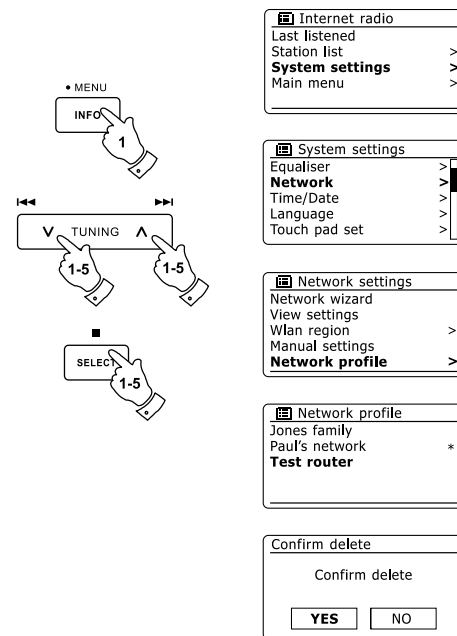 • MENU
INFO
1
TUNING
1-5
1-5
SELECT
1-5
Internet radio
Last listened
Station list >
System settings >
Main menu >
System settings
Equaliser >
Network >
Time/Date >
Language >
Touch pad set >
Network settings
Network wizard
View settings
Wlan region >
Manual settings
Network profile >
Network profile
Jones family
Paul's network *
Test router
Confirm delete
Confirm delete
YES NO